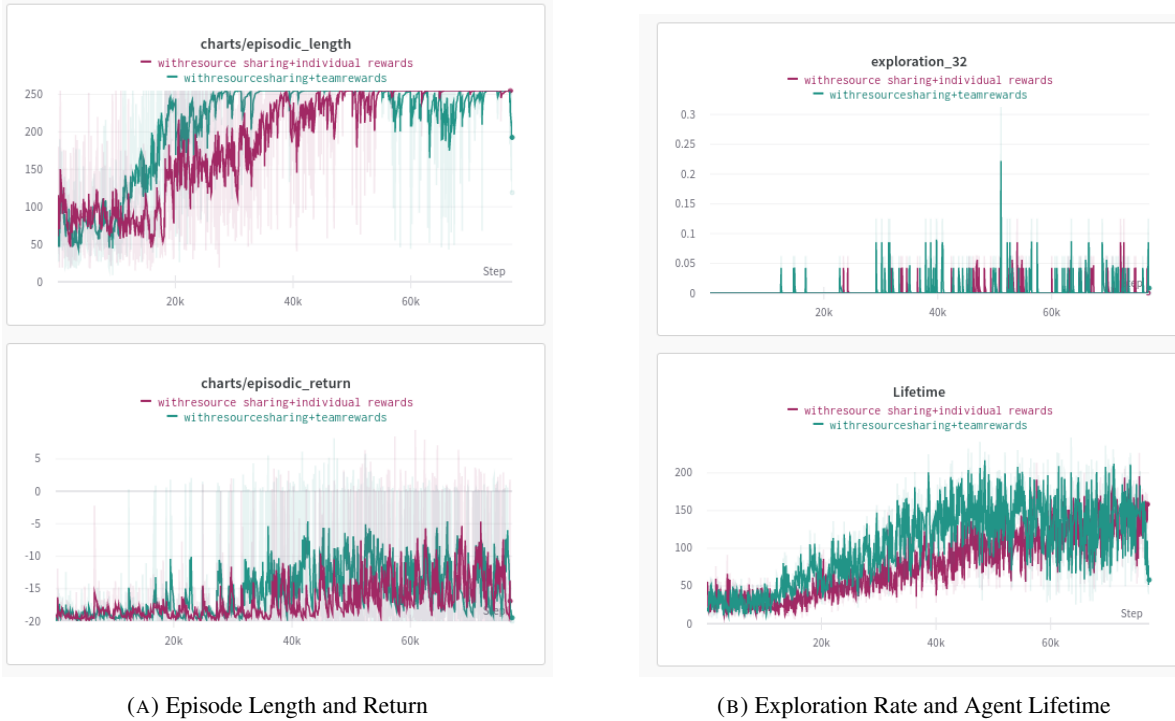 charts/episodic_length
withresource sharing+individual rewards
withresourcesharing+teamrewards
250
200
150
100
50
0
Step
20k
40k
60k
charts/episodic_return
withresource sharing+individual rewards
withresourcesharing+teamrewards
5
0
-5
-10
-15
-20
Step
20k
40k
60k
(A) Episode Length and Return
exploration_32
withresource sharing+individual rewards
withresourcesharing+teamrewards
0.3
0.25
0.2
0.15
0.1
0.05
0
Step
20k
40k
60k
Lifetime
withresource sharing+individual rewards
withresourcesharing+teamrewards
200
150
100
50
0
Step
20k
40k
60k
(B) Exploration Rate and Agent Lifetime